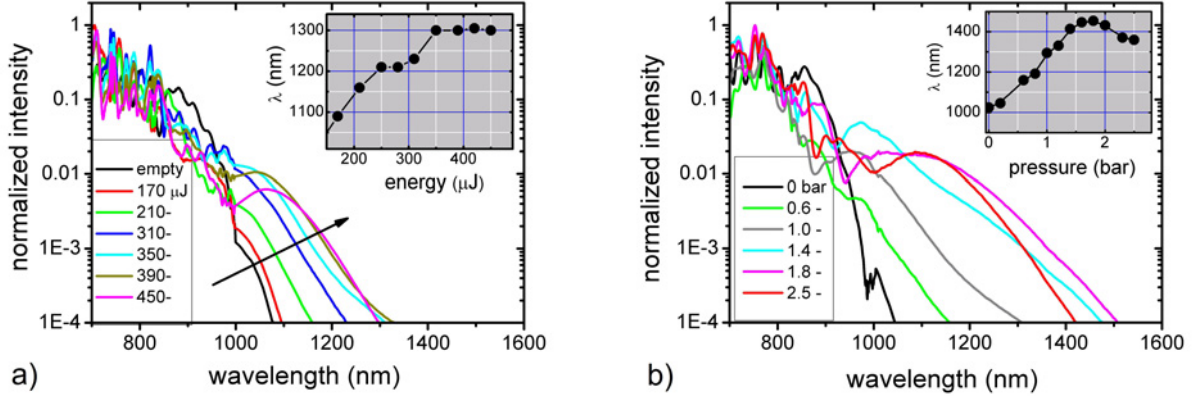 1
0.1
0.01
1E-3
1E-4
normalized intensity
800 1000 1200 1400 1600
wavelength (nm)
empty
170 μJ
210-
310-
350-
390-
450-
1300
1200
1100
λ (nm)
200 300 400
energy (μJ)
a)
1
0.1
0.01
1E-3
1E-4
normalized intensity
800 1000 1200 1400 1600
wavelength (nm)
0 bar
0.6 -
1.0 -
1.4 -
1.8 -
2.5 -
1400
1200
1000
λ (nm)
0 1 2
pressure (bar)
b)